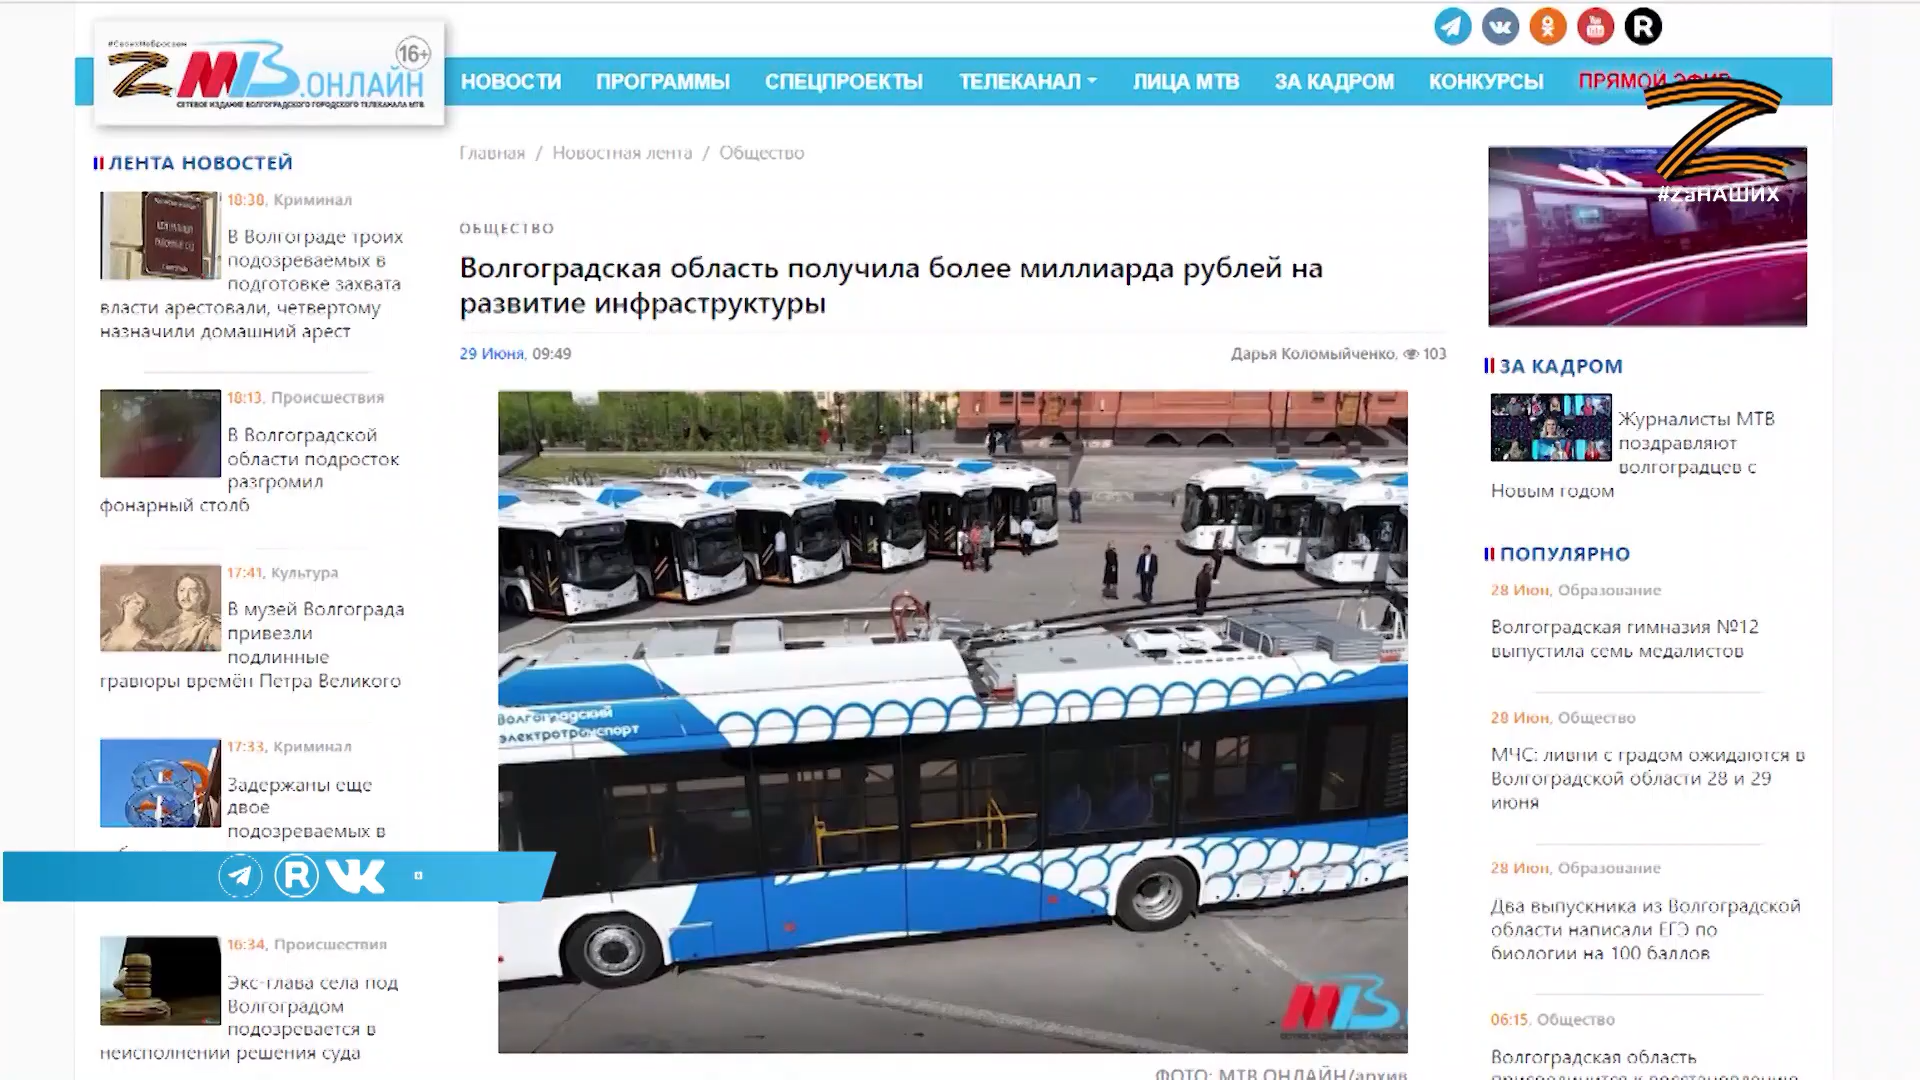 #СвоихНеБросаем
16+
МТВ.ОНЛАЙН
СЕТЕВОЕ ИЗДАНИЕ ВОЛГОГРАДСКОГО ГОРОДСКОГО ТЕЛЕКАНАЛА МТВ
НОВОСТИ ПРОГРАММЫ СПЕЦПРОЕКТЫ ТЕЛЕКАНАЛ ЛИЦА МТВ ЗА КАДРОМ КОНКУРСЫ ПРЯМОЙ ЭФИР
#ZаНАШИХ
ЛЕНТА НОВОСТЕЙ
18:30, Криминал
В Волгограде троих
подозреваемых в
подготовке захвата
власти арестовали, четвертому
назначили домашний арест
18:13, Происшествия
В Волгоградской
области подросток
разгромил
фонарный столб
17:41, Культура
В музей Волгограда
привезли
подлинные
гравюры времён Петра Великого
17:33, Криминал
Задержаны еще
двое
подозреваемых в
16:34, Происшествия
Экс-глава села под
Волгоградом
подозревается в
неисполнении решения суда
Главная / Новостная лента / Общество
ОБЩЕСТВО
Волгоградская область получила более миллиарда рублей на
развитие инфраструктуры
29 Июня, 09:49
Дарья Коломыйченко, 103
Волгоградский
электротранспорт
МТВ.
ФОТО: МТВ.ОНЛАЙН/архив
R VK
ЗА КАДРОМ
Журналисты МТВ
поздравляют
волгоградцев с
Новым годом
ПОПУЛЯРНО
28 Июн, Образование
Волгоградская гимназия №12
выпустила семь медалистов
28 Июн, Общество
МЧС: ливни с градом ожидаются в
Волгоградской области 28 и 29
июня
28 Июн, Образование
Два выпускника из Волгоградской
области написали ЕГЭ по
биологии на 100 баллов
06:15, Общество
Волгоградская область
присоединится к восстановлению